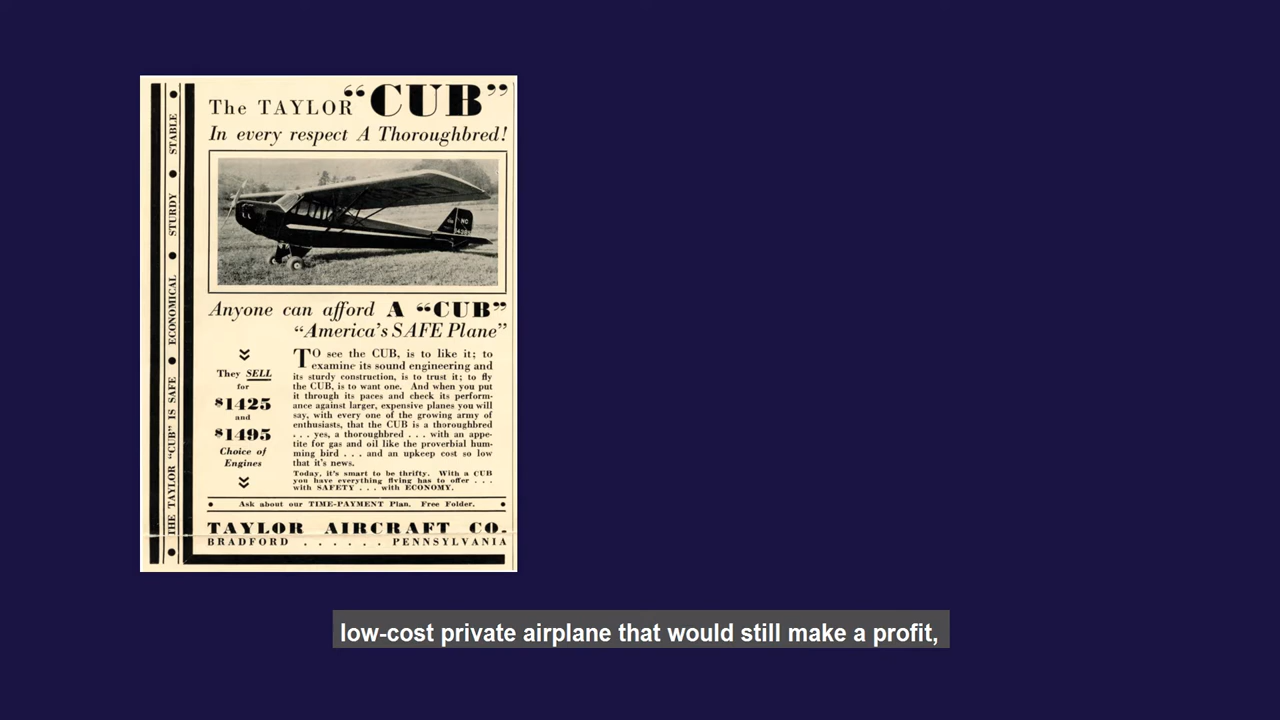 The TAYLOR “CUB”
In every respect A Thoroughbred!
THE TAYLOR “CUB” IS SAFE • ECONOMICAL • STURDY • STABLE
NC
Anyone can afford A “CUB”
“America's SAFE Plane”
They SELL
for
$1425
and
$1495
Choice of
Engines
TO see the CUB, is to like it; to
examine its sound engineering and
its sturdy construction, is to trust it; to fly
the CUB, is to want one. And when you put
it through its paces and check its perform-
ance against larger, expensive planes you will
say, with every one of the growing army of
enthusiasts, that the CUB is a thoroughbred
. . . yes, a thoroughbred . . . with an appe-
tite for gas and oil like the proverbial hum-
ming bird . . . and an upkeep cost so low
that it's news.
Today, it's smart to be thrifty. With a CUB
you have everything flying has to offer . . .
with SAFETY . . . with ECONOMY.
• Ask about our TIME-PAYMENT Plan. Free Folder. •
TAYLOR AIRCRAFT CO.
BRADFORD . . . . . . PENNSYLVANIA
low-cost private airplane that would still make a profit,